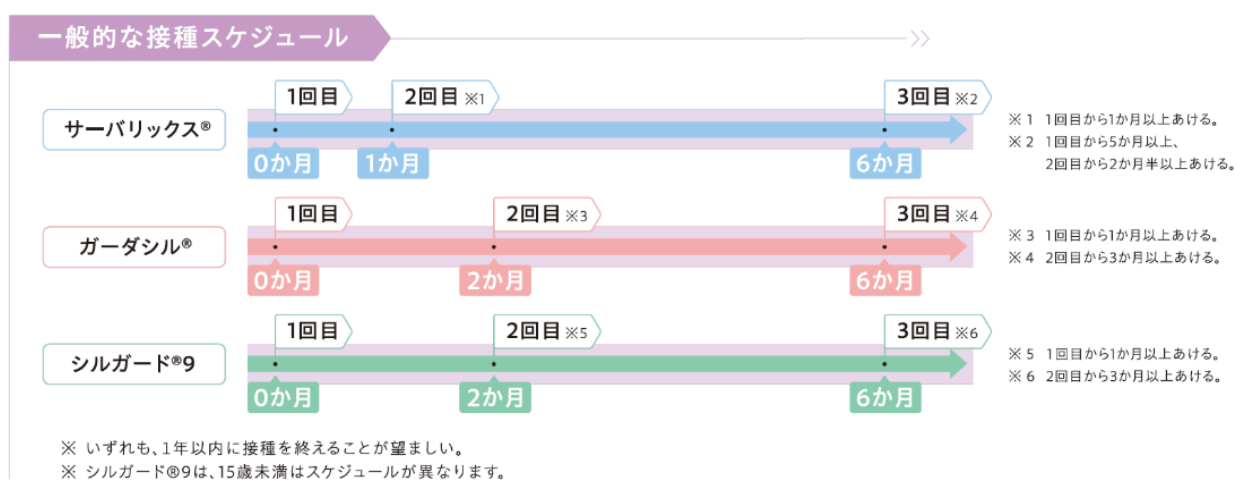 一般的な接種スケジュール
サーバリックス®
1回目
2回目 ※1
3回目 ※2
0か月
1か月
6か月
※1 1回目から1か月以上あける。
※2 1回目から5か月以上、
2回目から2か月半以上あける。
ガーダシル®
1回目
2回目 ※3
3回目 ※4
0か月
2か月
6か月
※3 1回目から1か月以上あける。
※4 2回目から3か月以上あける。
シルガード®9
1回目
2回目 ※5
3回目 ※6
0か月
2か月
6か月
※5 1回目から1か月以上あける。
※6 2回目から3か月以上あける。
※ いずれも、1年以内に接種を終えることが望ましい。
※ シルガード®9は、15歳未満はスケジュールが異なります。